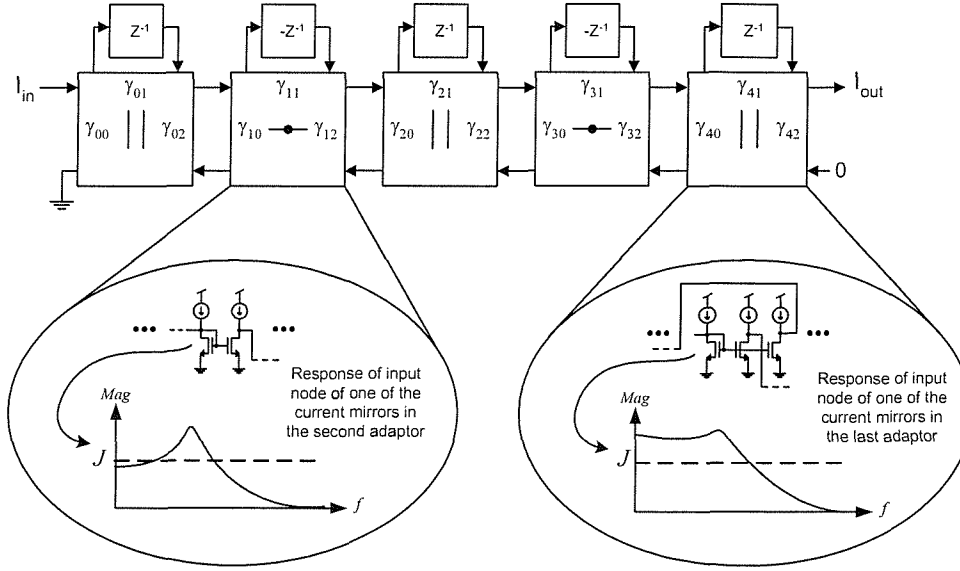 Z⁻¹
-Z⁻¹
Z⁻¹
-Z⁻¹
Z⁻¹
I_in
γ₀₁
γ₁₁
γ₂₁
γ₃₁
γ₄₁
I_out
γ₀₀ γ₀₂
γ₁₀ γ₁₂
γ₂₀ γ₂₂
γ₃₀ γ₃₂
γ₄₀ γ₄₂
0
Response of input
node of one of the
current mirrors in
the second adaptor
Mag
J
f
Response of input
node of one of the
current mirrors in
the last adaptor
Mag
J
f